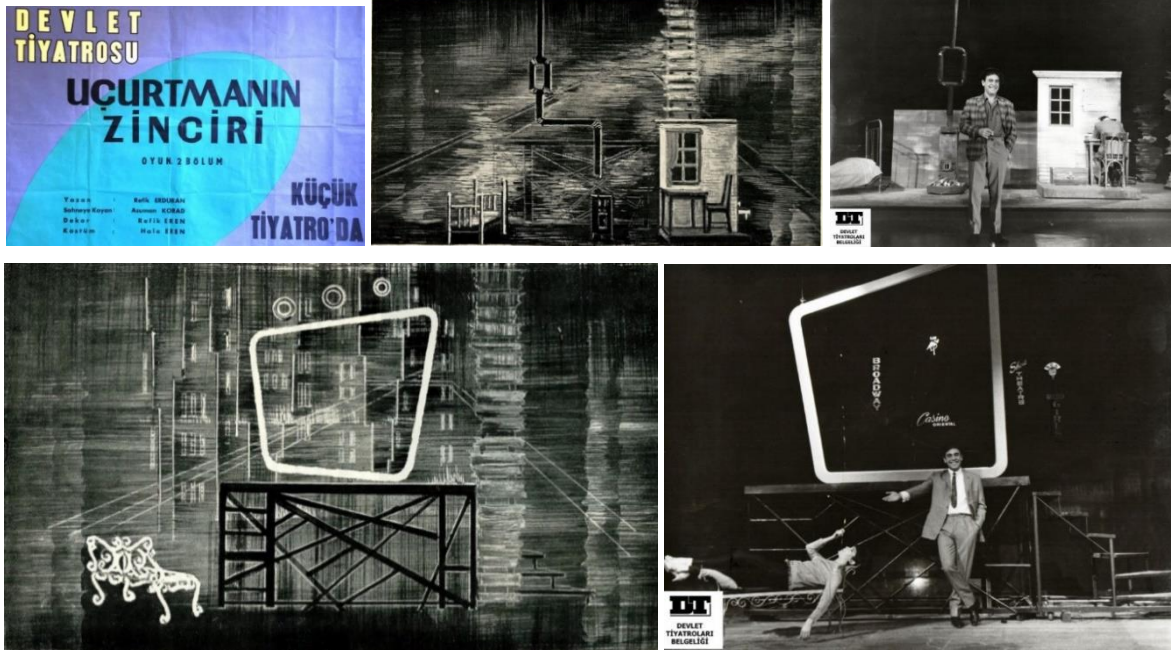 DEVLET
TİYATROSU
UÇURTMANIN
ZİNCİRİ
OYUN 2 BÖLÜM
Yazan : Refik ERDURAN
Sahneye Koyan : Asuman KORAD
Dekor : Refik EREN
Kostüm : Hale EREN
KÜÇÜK
TİYATRO'DA
DT
DEVLET
TİYATROLARI
BELGELİĞİ
BROADWAY
Casino
DT
DEVLET
TİYATROLARI
BELGELİĞİ